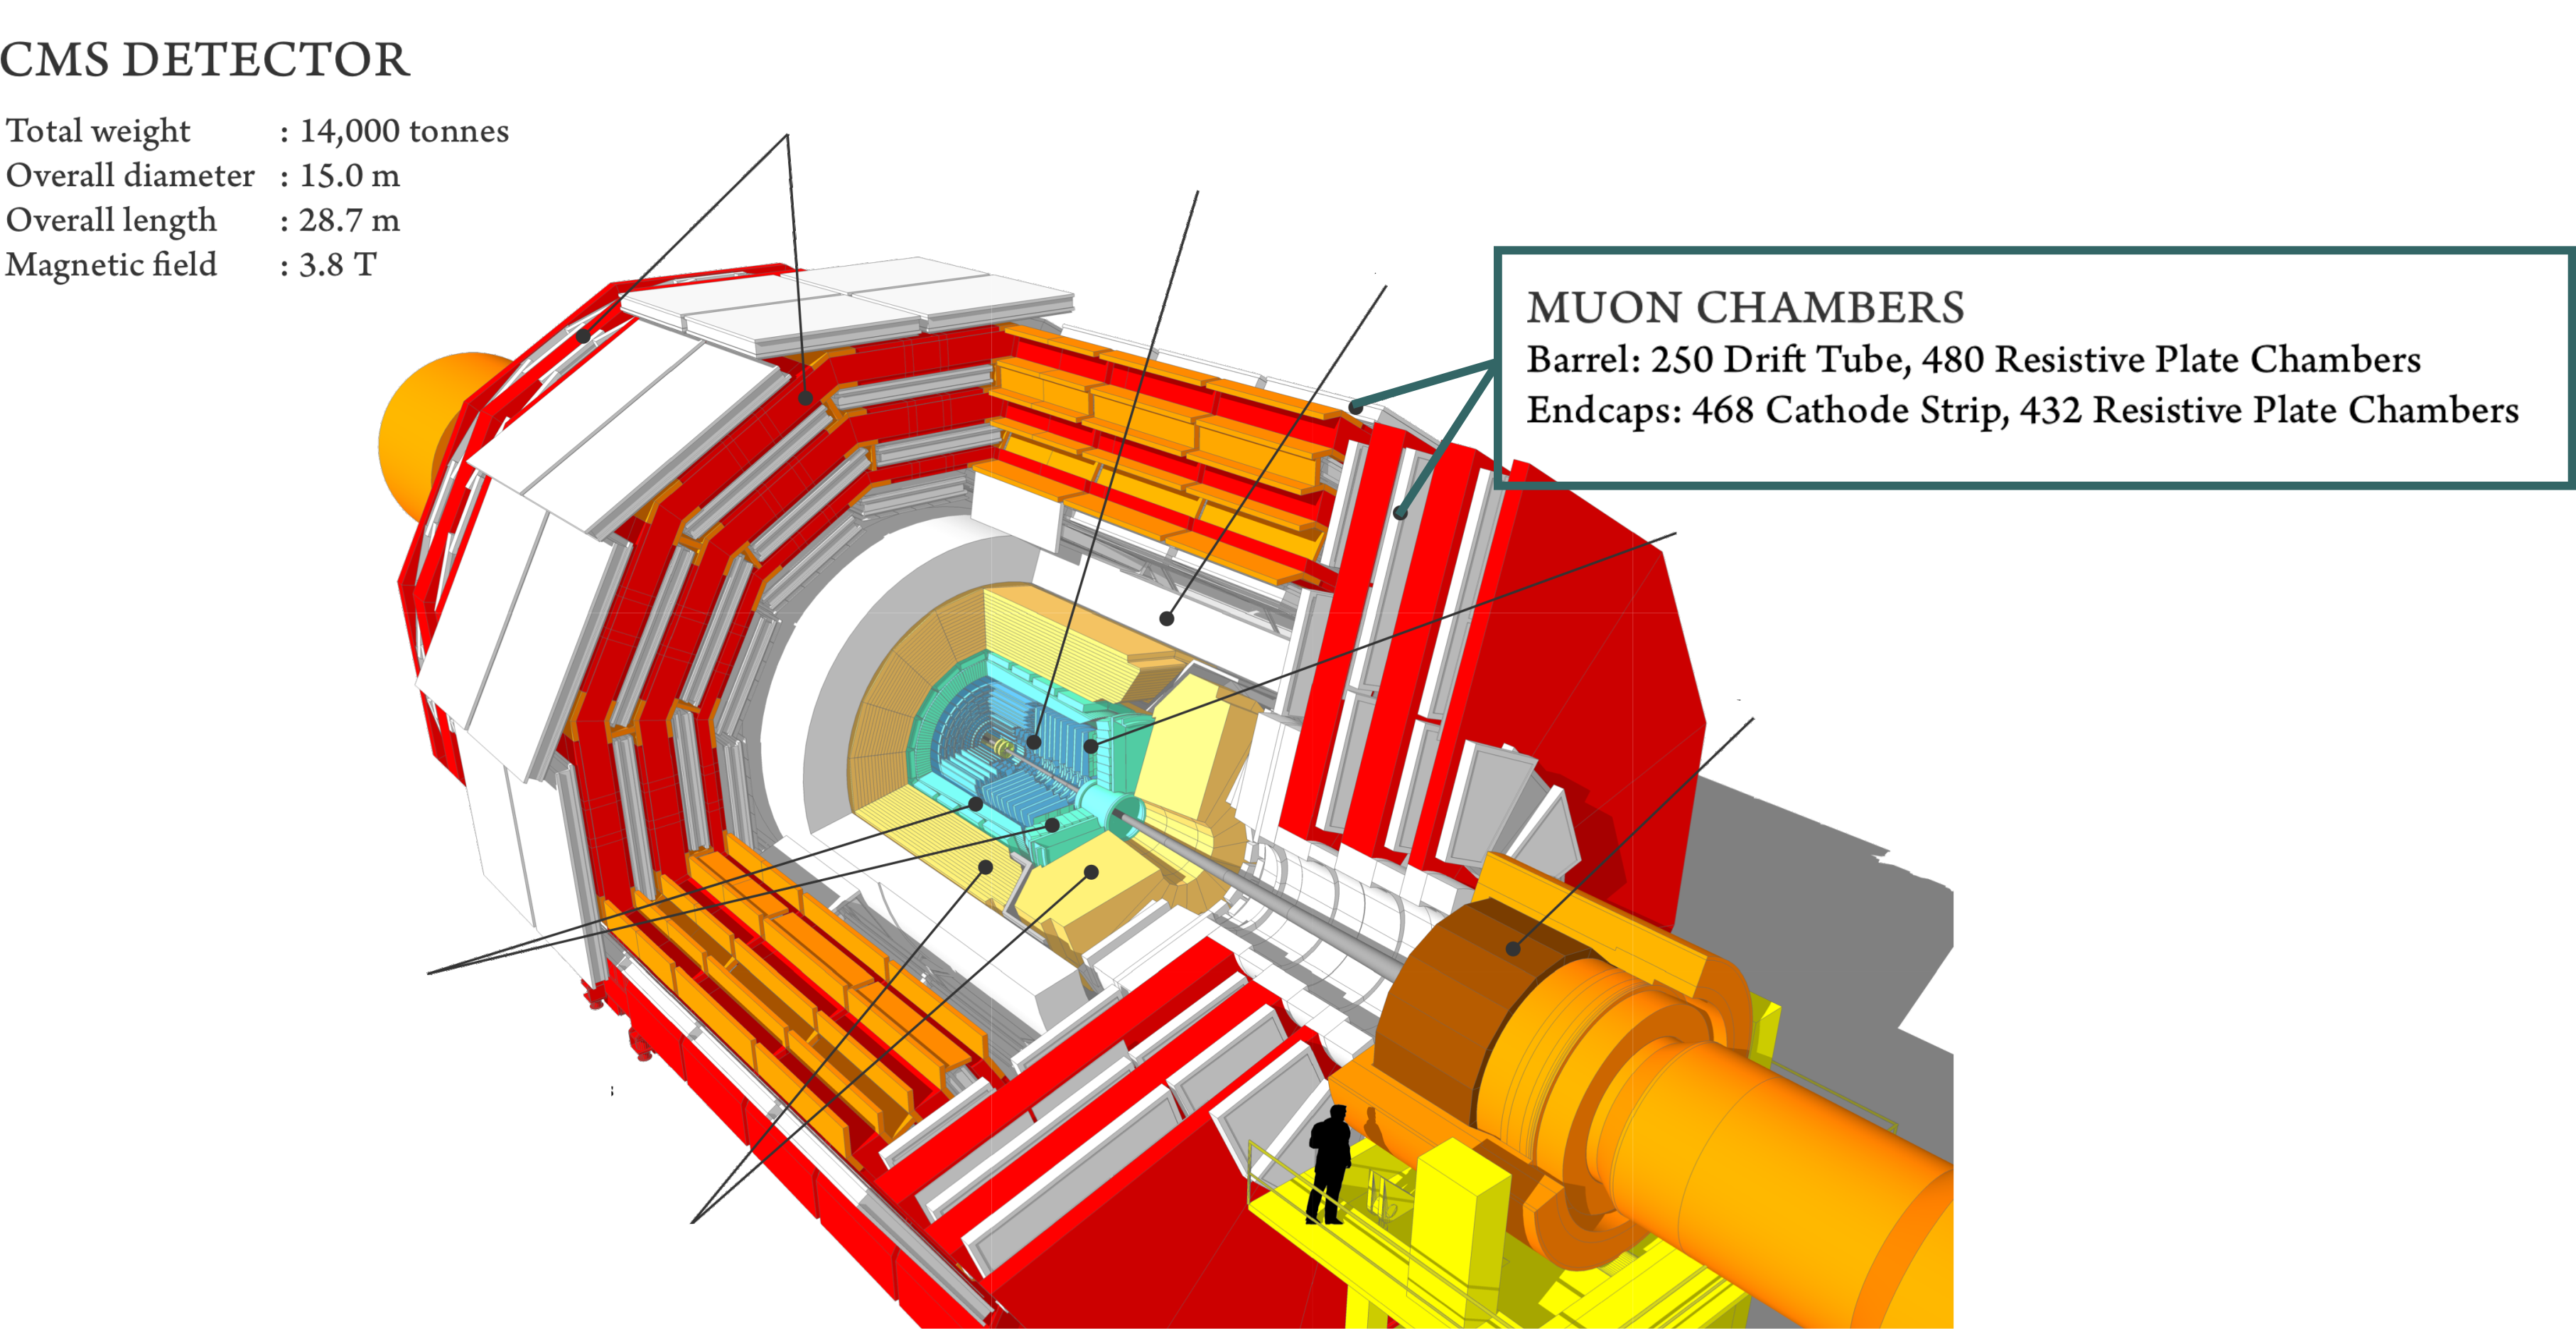 CMS DETECTOR
Total weight : 14,000 tonnes
Overall diameter : 15.0 m
Overall length : 28.7 m
Magnetic field : 3.8 T
MUON CHAMBERS
Barrel: 250 Drift Tube, 480 Resistive Plate Chambers
Endcaps: 468 Cathode Strip, 432 Resistive Plate Chambers